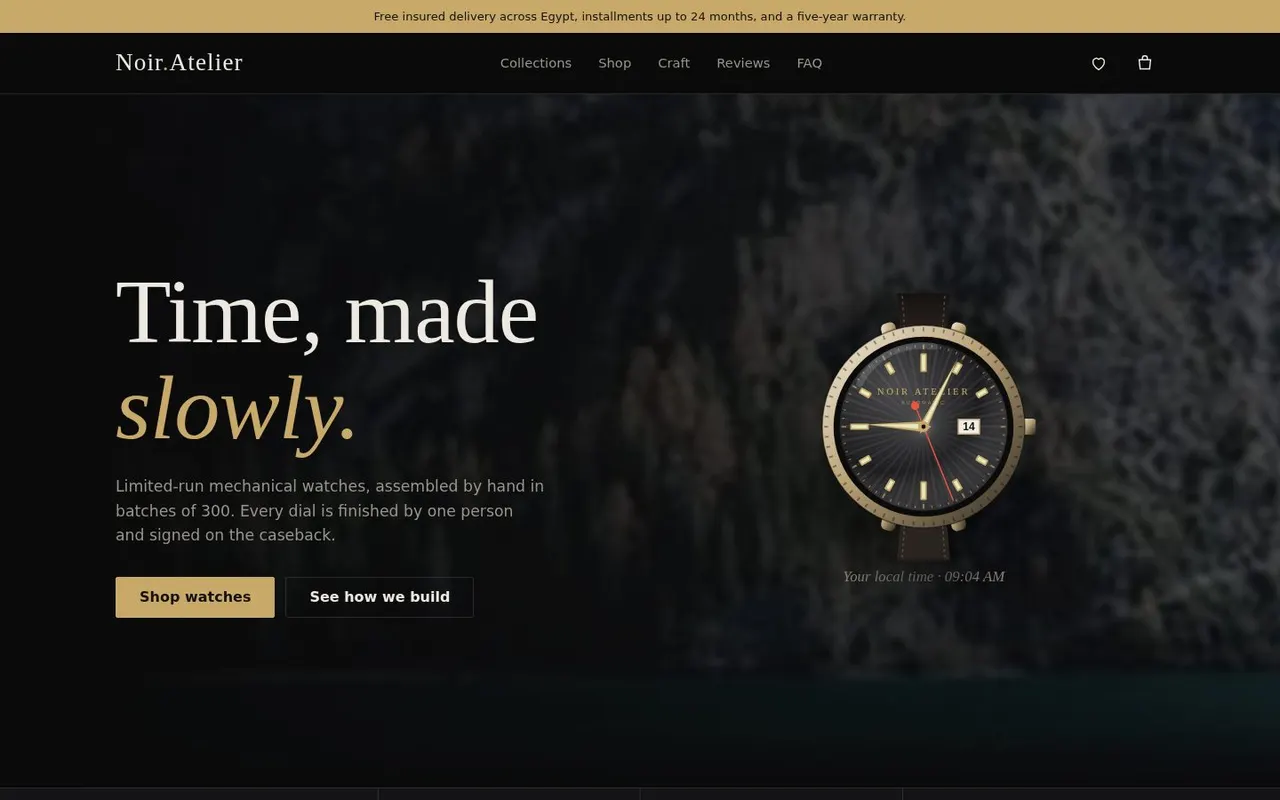 Free insured delivery across Egypt, installments up to 24 months, and a five-year warranty.
Noir.Atelier
Collections
Shop
Craft
Reviews
FAQ
Time, made
slowly.
Limited-run mechanical watches, assembled by hand in
batches of 300. Every dial is finished by one person
and signed on the caseback.
Shop watches
See how we build
NOIR ATELIER
14
Your local time · 09:04 AM